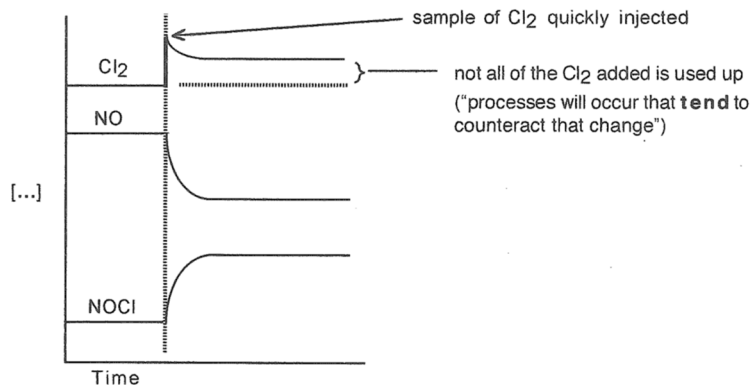 sample of Cl2 quickly injected
Cl2
not all of the Cl2 added is used up
("processes will occur that tend to
counteract that change")
NO
[...]
NOCl
Time